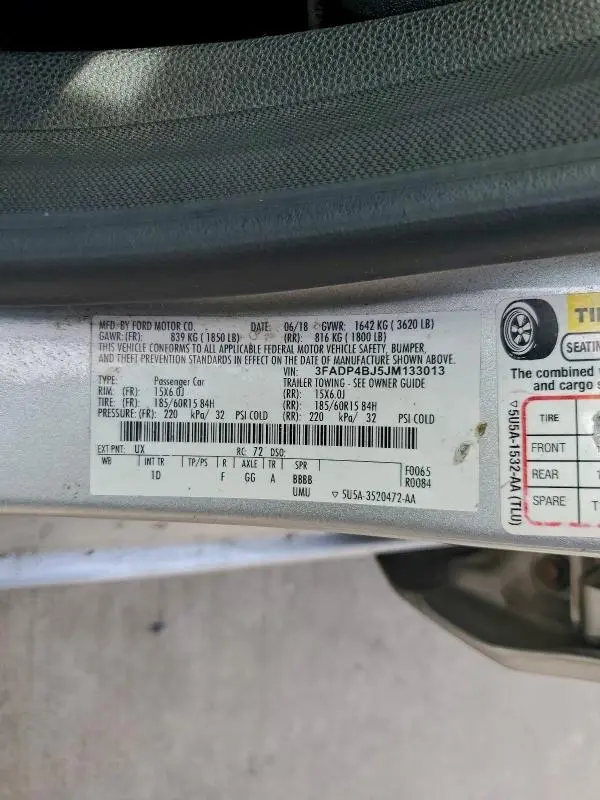 MFD. BY FORD MOTOR CO. DATE: 06/18 GVWR: 1642 KG ( 3620 LB)
GAWR:(FR): 839 KG ( 1850 LB) (RR): 816 KG ( 1800 LB)
THIS VEHICLE CONFORMS TO ALL APPLICABLE FEDERAL MOTOR VEHICLE SAFETY, BUMPER,
AND THEFT PREVENTION STANDARDS IN EFFECT ON THE DATE OF MANUFACTURE SHOWN ABOVE.
VIN: 3FADP4BJ5JM133013
TYPE: Passenger Car TRAILER TOWING - SEE OWNER GUIDE
RIM: (FR): 15X6.0J (RR): 15X6.0J
TIRE: (FR): 185/60R15 84H (RR): 185/60R15 84H
PRESSURE: (FR): 220 kPa/ 32 PSI COLD (RR): 220 kPa/ 32 PSI COLD
EXT PNT: UX RC: 72 DSO:
WB INT TR TP/PS R AXLE TR SPR F0065
1D F GG A BBBB R0084
UMU ▽ 5U5A-3520472-AA
SEATIN
The combined
and cargo s
▽ 5U5A-1532-AA (TLU)
TIRE
FRONT
REAR
SPARE